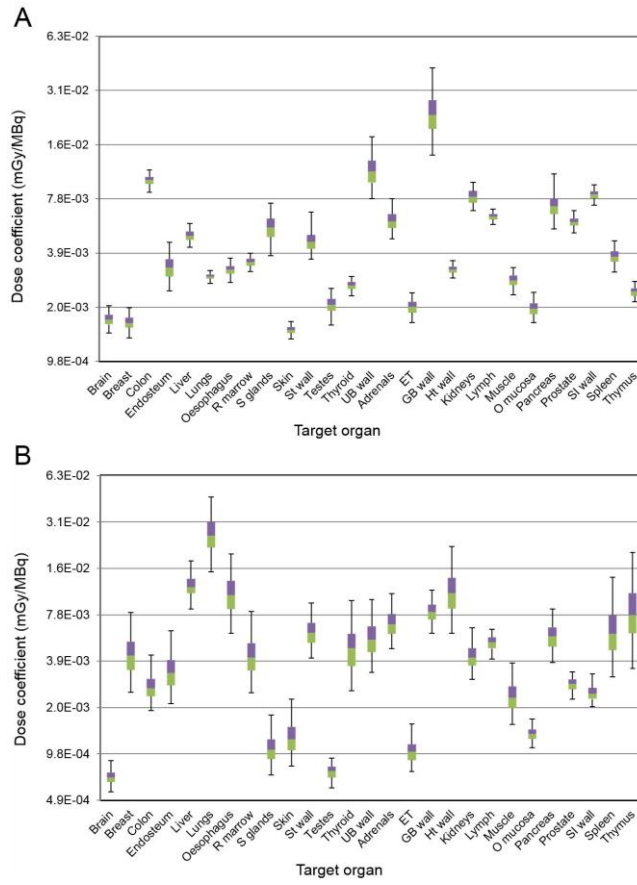 A
Dose coefficient (mGy/MBq)
6.3E-02
3.1E-02
1.6E-02
7.8E-03
3.9E-03
2.0E-03
9.8E-04
Brain
Breast
Colon
Endosteum
Liver
Lungs
Oesophagus
R marrow
S glands
Skin
St wall
Testes
Thyroid
UB wall
Adrenals
ET
GB wall
Ht wall
Kidneys
Lymph
Muscle
O mucosa
Pancreas
Prostate
SI wall
Spleen
Thymus
Target organ
B
Dose coefficient (mGy/MBq)
6.3E-02
3.1E-02
1.6E-02
7.8E-03
3.9E-03
2.0E-03
9.8E-04
4.9E-04
Brain
Breast
Colon
Endosteum
Liver
Lungs
Oesophagus
R marrow
S glands
Skin
St wall
Testes
Thyroid
UB wall
Adrenals
ET
GB wall
Ht wall
Kidneys
Lymph
Muscle
O mucosa
Pancreas
Prostate
SI wall
Spleen
Thymus
Target organ